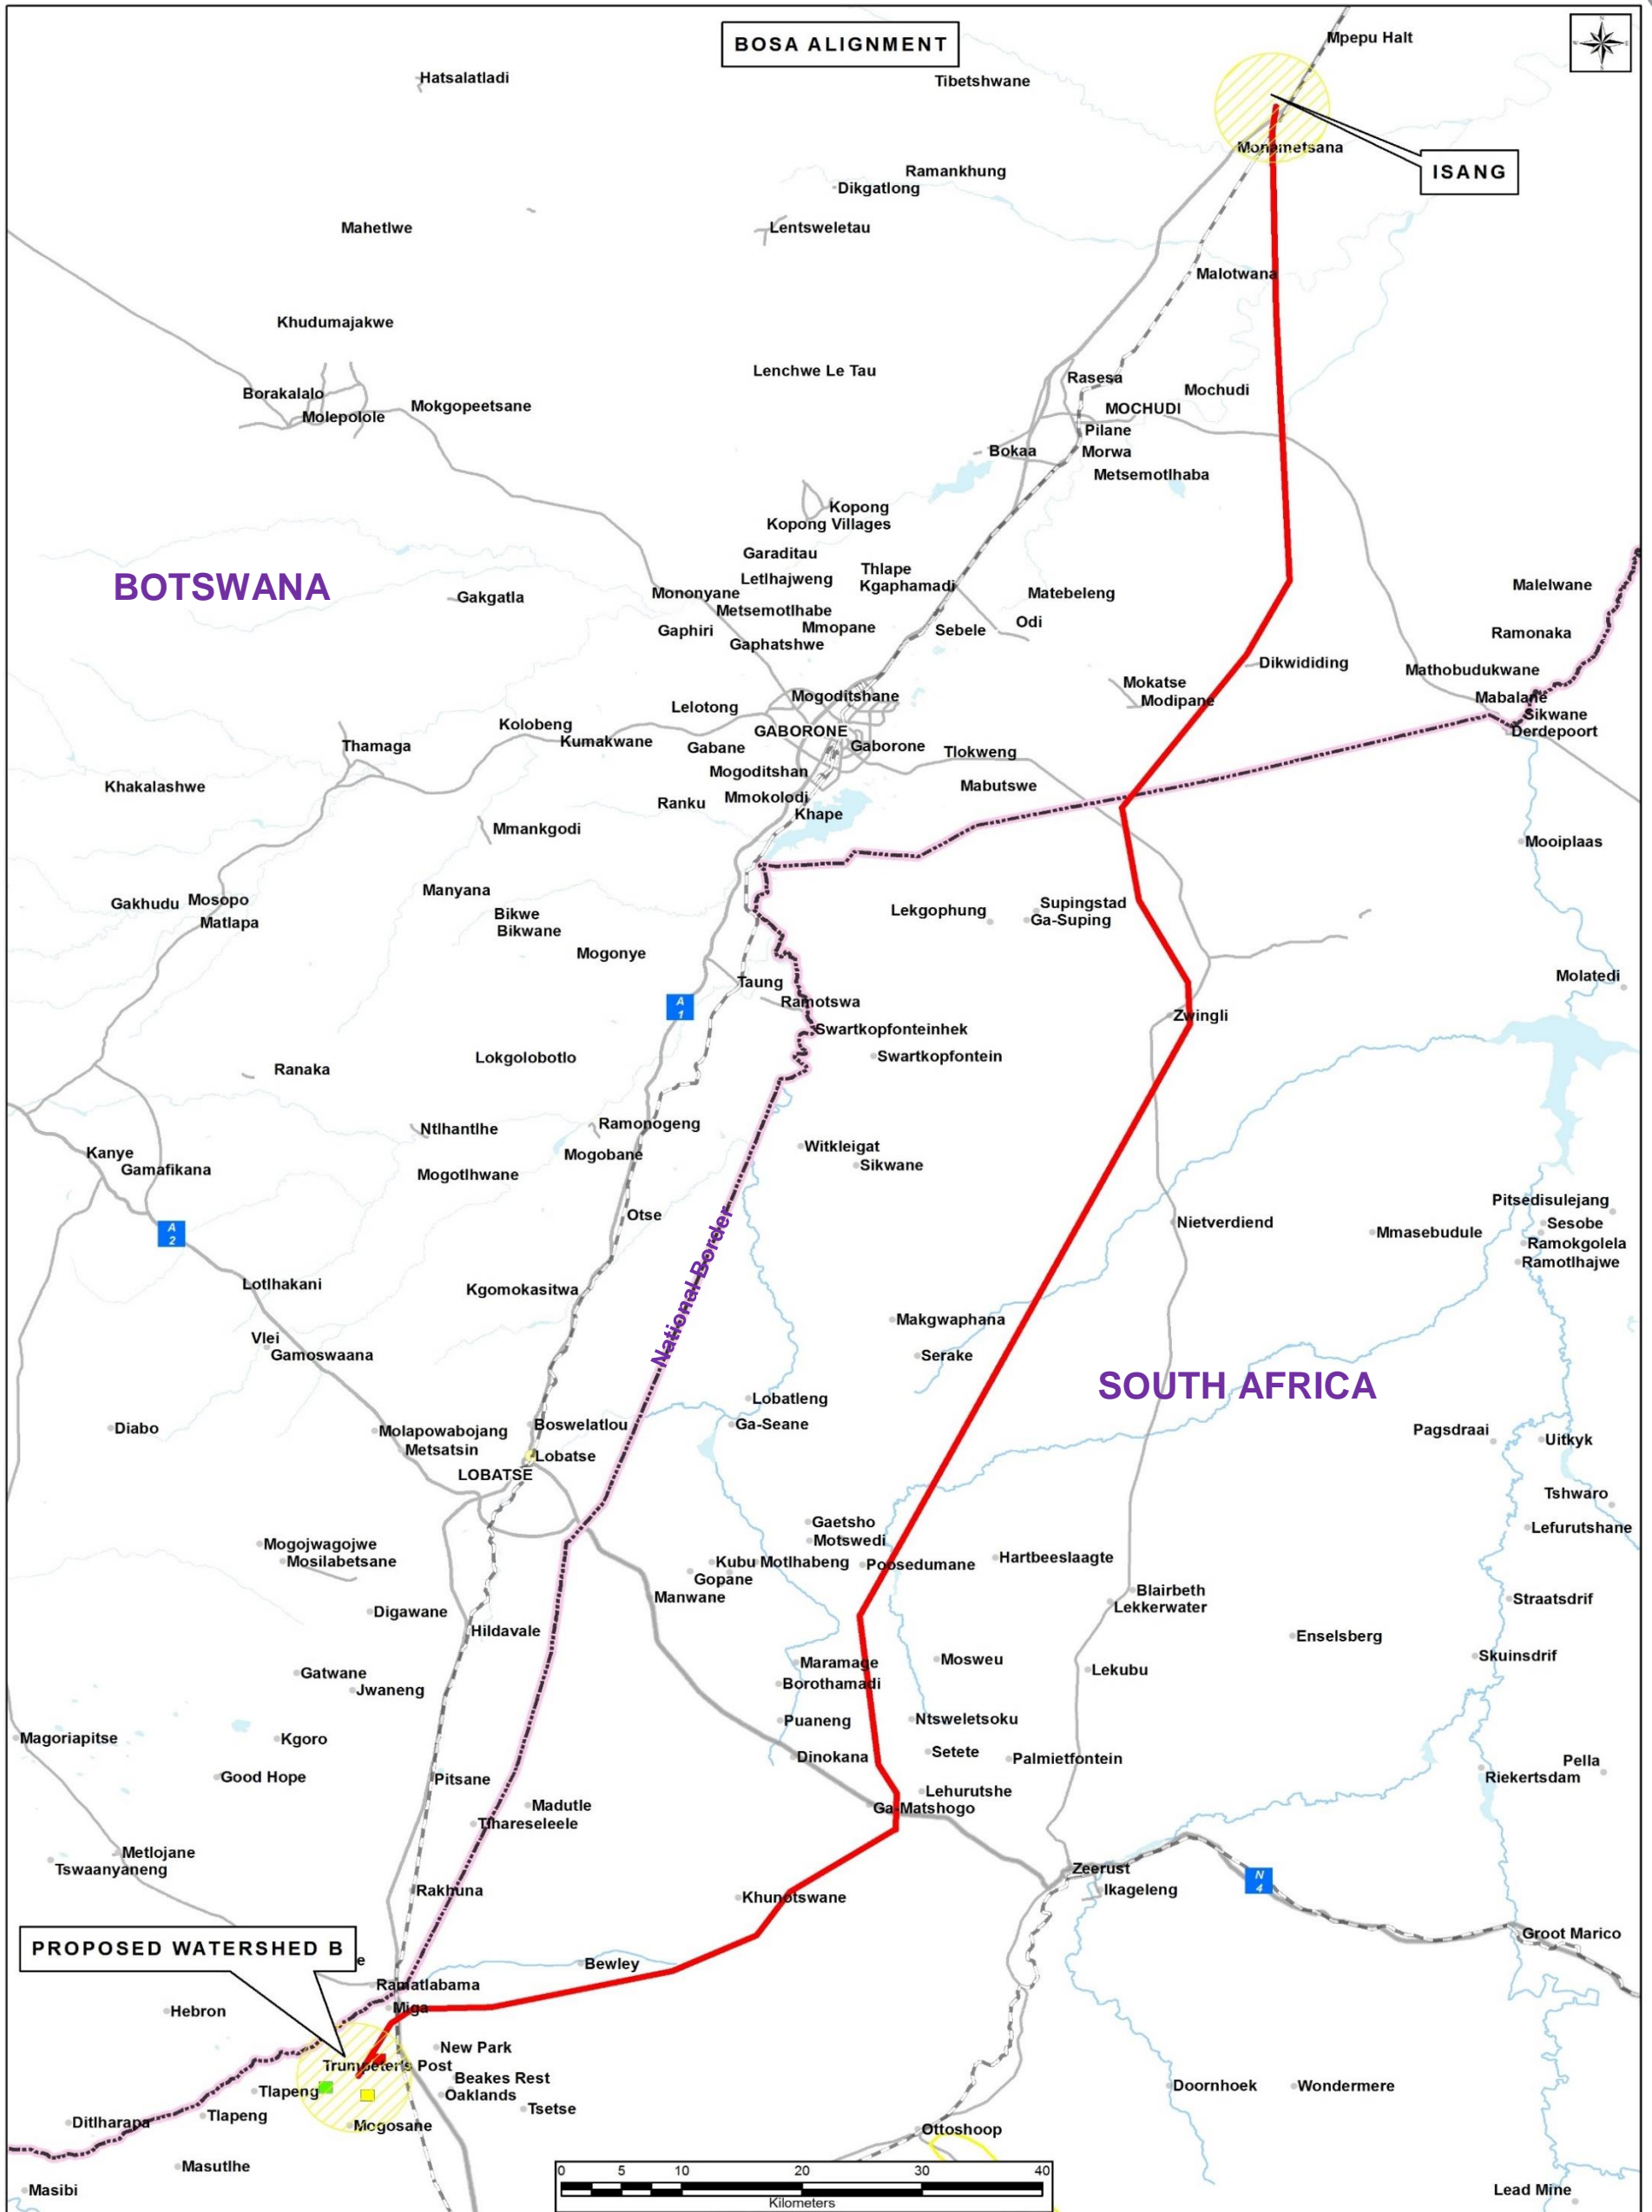 BOSA ALIGNMENT
Mpepu Halt
Hatsalatladi
Tibetshwane
Monametsana
ISANG
Ramankhung
Dikgatlong
Mahetlwe
Lentsweletau
Malotwana
Khudumajakwe
Lenchwe Le Tau
Rasesa
Mochudi
Borakalalo
Mokgopeetsane
MOCHUDI
Molepolole
Pilane
Bokaa
Morwa
Metsemotlhaba
Kopong
Kopong Villages
Garaditau
Thlape
Letlhajweng
Kgaphamadi
BOTSWANA
Malelwane
Gakgatla
Mononyane
Matebeleng
Metsemotlhabe
Odi
Gaphiri
Mmopane
Sebele
Ramonaka
Gaphatshwe
Dikwididing
Mathobudukwane
Mokatse
Modipane
Mogoditshane
Mabalane
Lelotong
Sikwane
Kolobeng
GABORONE
Derdepoort
Kumakwane
Thamaga
Gabane
Gaborone
Tlokweng
Mogoditshan
Khakalashwe
Mabutswe
Ranku
Mmokolodi
Khape
Mmankgodi
Mooiplaas
Manyana
Gakhudu
Mosopo
Supingstad
Matlapa
Bikwe
Lekgophung
Ga-Suping
Bikwane
Mogonye
Taung
Molatedi
A
1
Ramotswa
Zwingli
Swartkopfonteinhek
Lokgolobotlo
Swartkopfontein
Ranaka
Ntlhantlhe
Ramonogeng
Kanye
Mogobane
Witkleigat
Gamafikana
Mogotlhwane
Sikwane
Pitsedisulejang
Otse
Nietverdiend
Sesobe
A
2
Mmasebudule
Ramokgolela
Ramotlhajwe
National Border
Lotlhakani
Kgomokasitwa
Makgwaphana
Vlei
Gamoswaana
Serake
SOUTH AFRICA
Lobatleng
Diabo
Molapowabojang
Boswelatlou
Ga-Seane
Pagsdraai
Metsatsin
Lobatse
Uitkyk
LOBATSE
Tshwaro
Gaetsho
Lefurutshane
Mogojwagojwe
Motswedi
Mosilabetsane
Kubu
Motlhabeng
Poosedumane
Hartbeeslaagte
Gopane
Manwane
Blairbeth
Digawane
Lekkerwater
Straatsdrif
Hildavale
Enselsberg
Gatwane
Maramage
Mosweu
Lekubu
Skuinsdrif
Jwaneng
Borothamadi
Magoriapitse
Kgoro
Puaneng
Ntsweletsoku
Good Hope
Pitsane
Dinokana
Setete
Palmietfontein
Pella
Riekertsdam
Madutle
Lehurutshe
Tlhareseleele
Ga-Matshogo
Metlojane
Tswaanyaneng
Zeerust
Rakhuna
Khunotswane
Ikageleng
N
4
PROPOSED WATERSHED B
e
Groot Marico
Bewley
Ramatlabama
Hebron
Miga
New Park
Trumpeter's Post
Beakes Rest
Tlapeng
Oaklands
Doornhoek
Wondermere
Ditlharapa
Tlapeng
Mogosane
Tsetse
Ottoshoop
Masutlhe
0 5 10 20 30 40
Kilometers
Masibi
Lead Mine